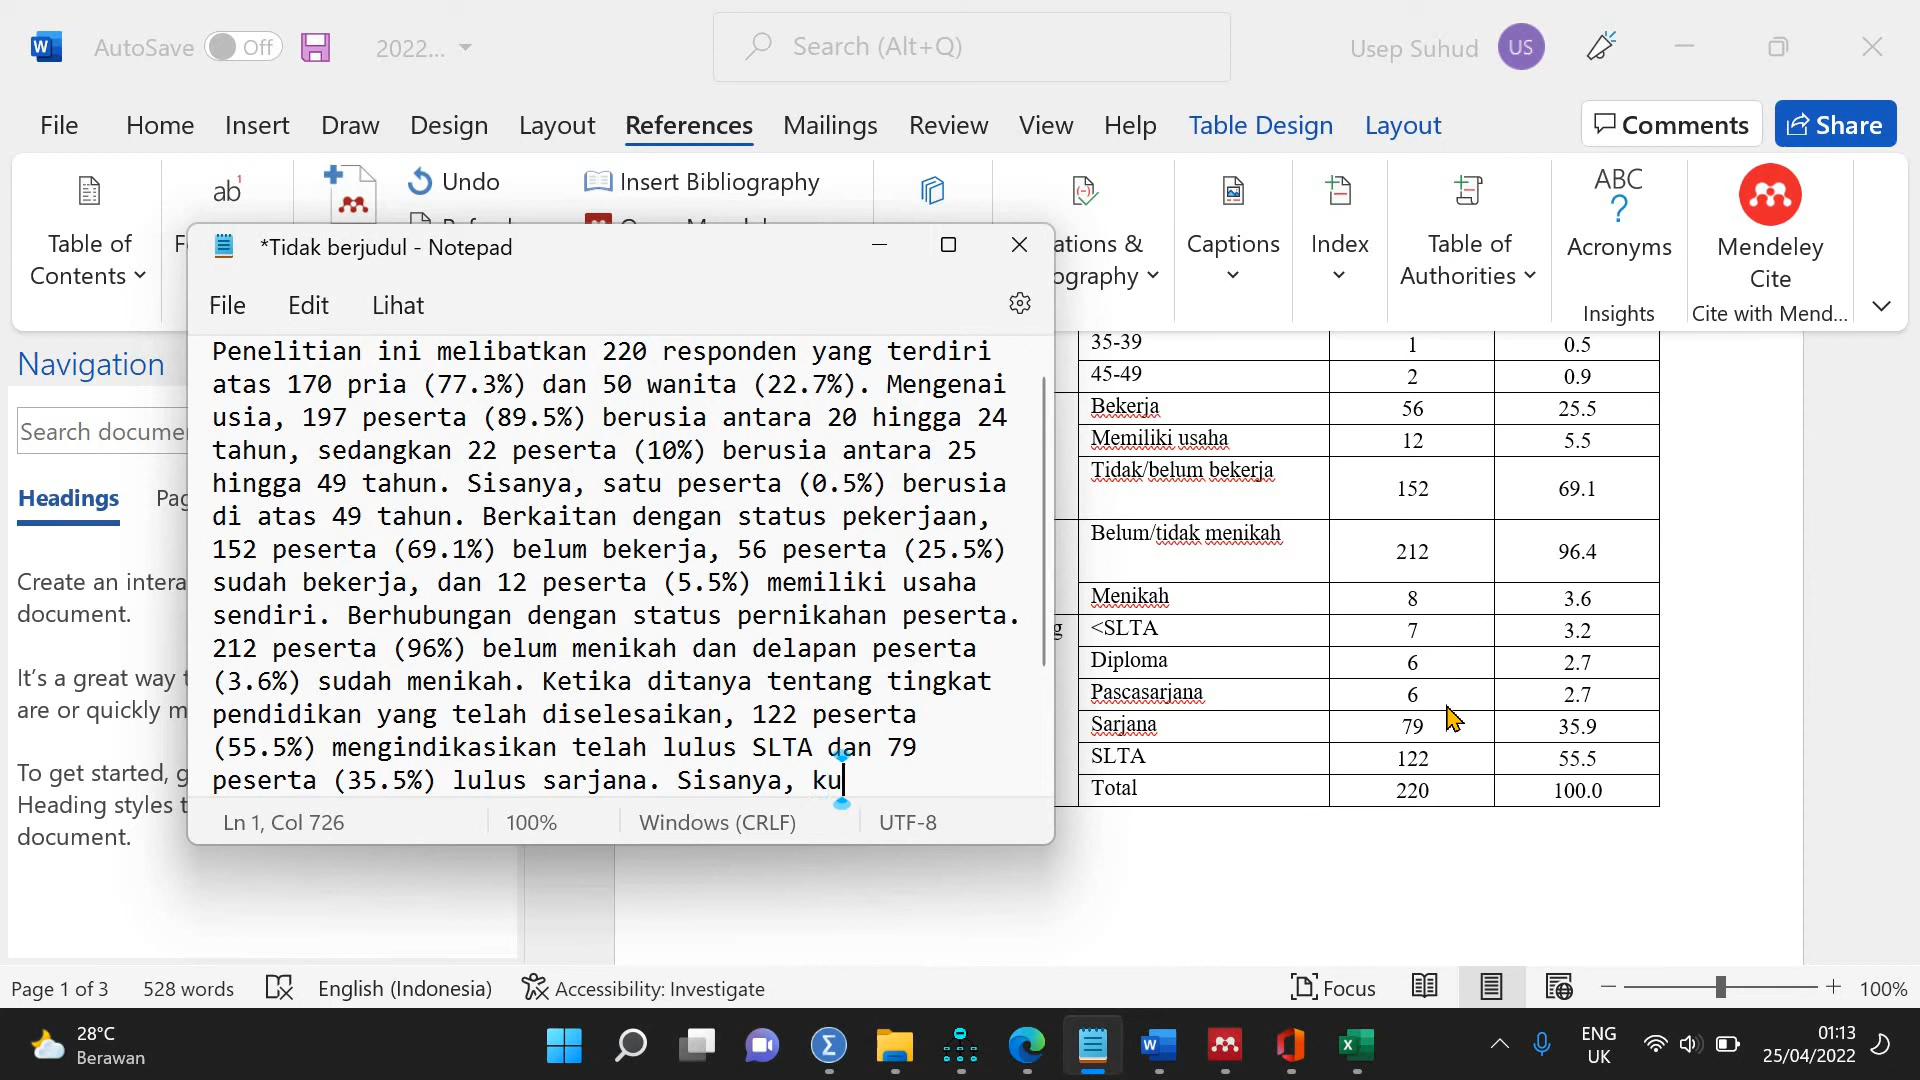 AutoSave Off 2022... Search (Alt+Q) Usep Suhud US
File Home Insert Draw Design Layout References Mailings Review View Help Table Design Layout Comments Share
Table of Contents
ab
Undo
Insert Bibliography
Captions
Index
Table of Authorities
ABC
?
Acronyms
Insights
Mendeley Cite
Cite with Mend...
*Tidak berjudul - Notepad
File Edit Lihat
Penelitian ini melibatkan 220 responden yang terdiri
atas 170 pria (77.3%) dan 50 wanita (22.7%). Mengenai
usia, 197 peserta (89.5%) berusia antara 20 hingga 24
tahun, sedangkan 22 peserta (10%) berusia antara 25
hingga 49 tahun. Sisanya, satu peserta (0.5%) berusia
di atas 49 tahun. Berkaitan dengan status pekerjaan,
152 peserta (69.1%) belum bekerja, 56 peserta (25.5%)
sudah bekerja, dan 12 peserta (5.5%) memiliki usaha
sendiri. Berhubungan dengan status pernikahan peserta.
212 peserta (96%) belum menikah dan delapan peserta
(3.6%) sudah menikah. Ketika ditanya tentang tingkat
pendidikan yang telah diselesaikan, 122 peserta
(55.5%) mengindikasikan telah lulus SLTA dan 79
peserta (35.5%) lulus sarjana. Sisanya, ku
Ln 1, Col 726 100% Windows (CRLF) UTF-8
Navigation
Search
Headings
Create an
document.
It's a great way
are or quickly
To get started,
Heading styles
document.
35-39 1 0.5
45-49 2 0.9
Bekerja 56 25.5
Memiliki usaha 12 5.5
Tidak/belum bekerja 152 69.1
Belum/tidak menikah 212 96.4
Menikah 8 3.6
<SLTA 7 3.2
Diploma 6 2.7
Pascasarjana 6 2.7
Sarjana 79 35.9
SLTA 122 55.5
Total 220 100.0
Page 1 of 3 528 words English (Indonesia) Accessibility: Investigate Focus 100%
28°C
Berawan
ENG
UK
01:13
25/04/2022